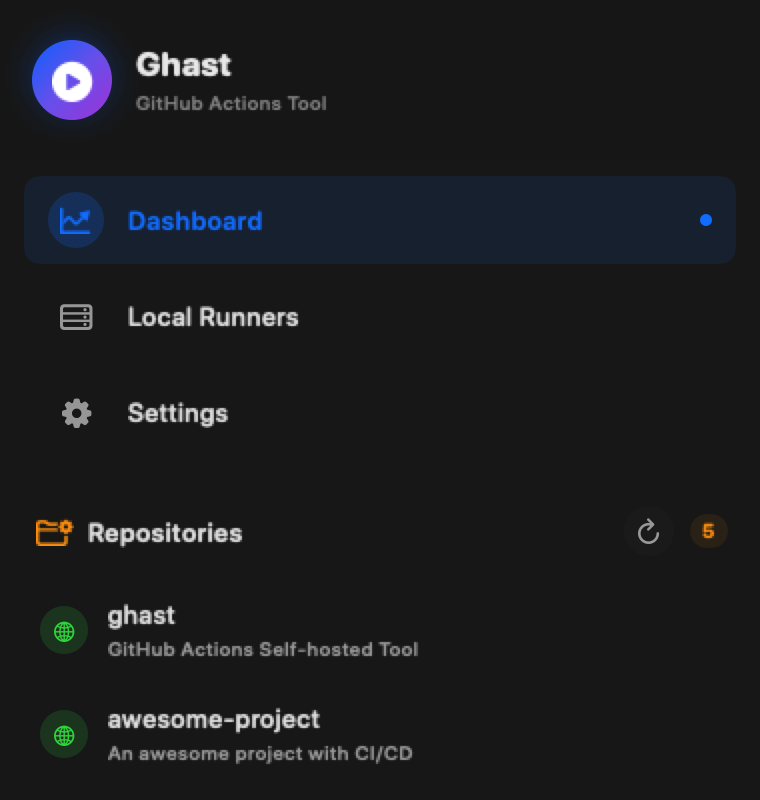 Ghast
GitHub Actions Tool
Dashboard
Local Runners
Settings
Repositories
5
ghast
GitHub Actions Self-hosted Tool
awesome-project
An awesome project with CI/CD